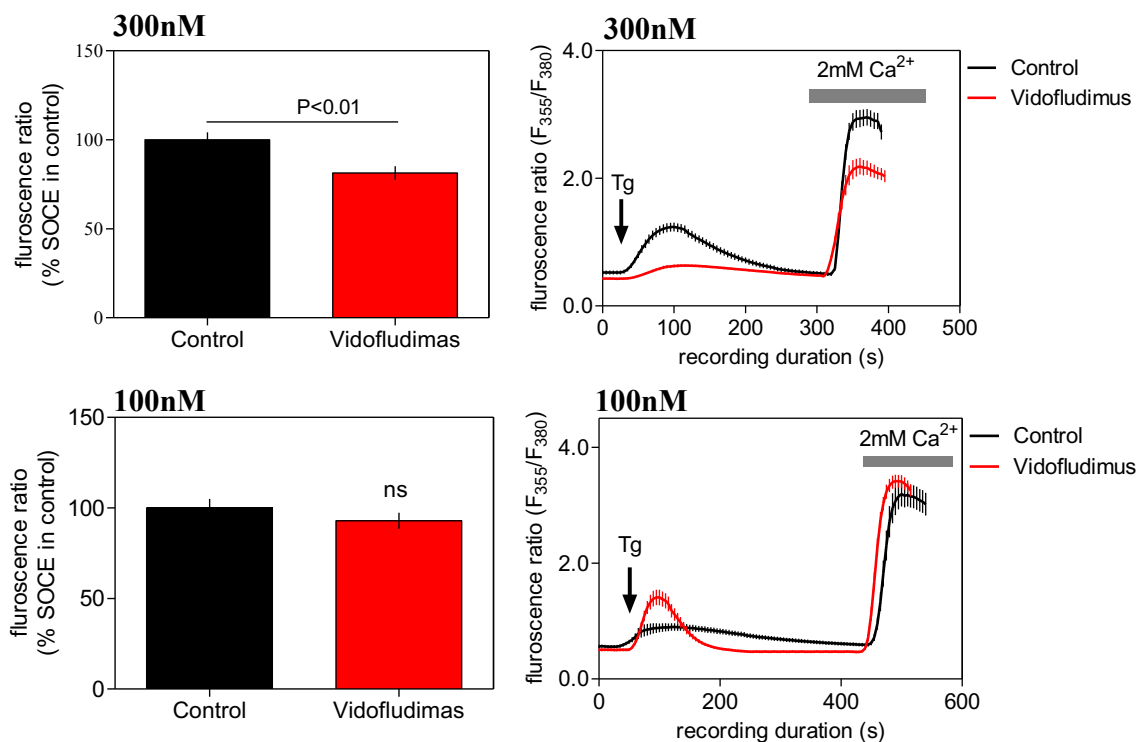 300nM
fluroscence ratio
(% SOCE in control)
150
100
50
0
P<0.01
Control
Vidofludimas
300nM
fluroscence ratio (F355/F380)
4.0
2.0
0.0
2mM Ca2+
Tg
Control
Vidofludimus
0
100
200
300
400
500
recording duration (s)
100nM
fluroscence ratio
(% SOCE in control)
150
100
50
0
ns
Control
Vidofludimas
100nM
fluroscence ratio (F355/F380)
4.0
2.0
0.0
2mM Ca2+
Tg
Control
Vidofludimus
0
200
400
600
recording duration (s)